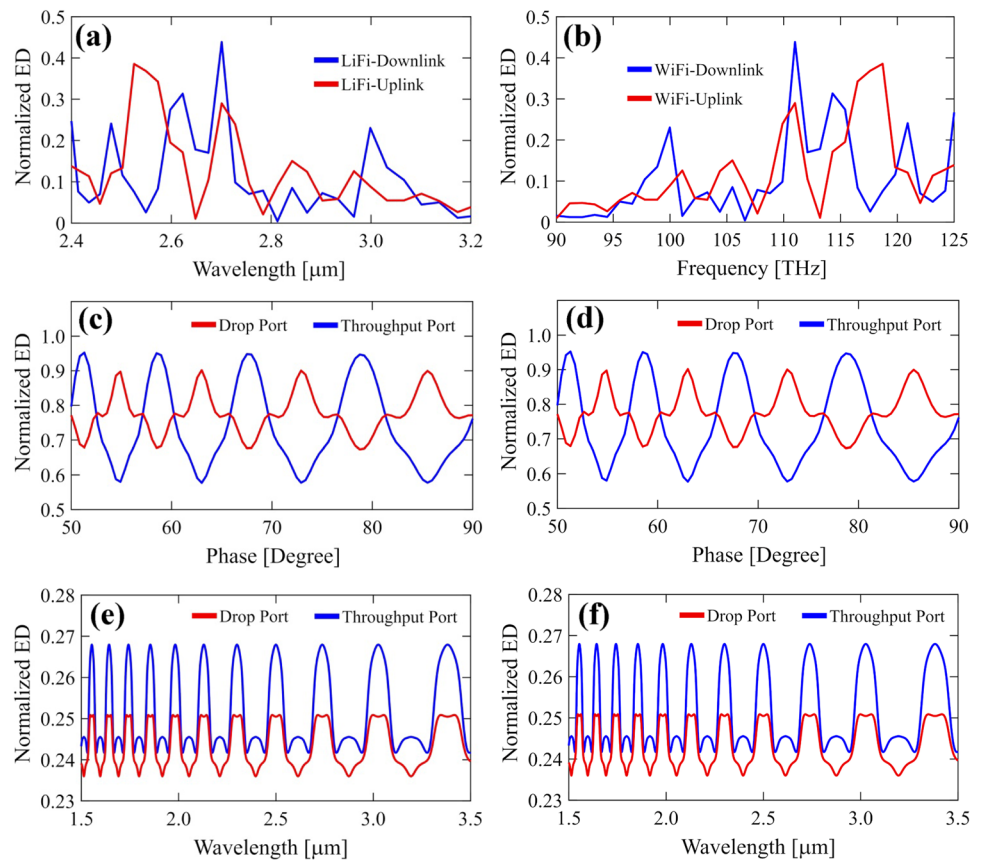 (a)
LiFi-Downlink
LiFi-Uplink
Normalized ED
0.5
0.4
0.3
0.2
0.1
0
2.4 2.6 2.8 3.0 3.2
Wavelength [μm]
(b)
WiFi-Downlink
WiFi-Uplink
Normalized ED
0.5
0.4
0.3
0.2
0.1
0
90 95 100 105 110 115 120 125
Frequency [THz]
(c)
Drop Port Throughput Port
Normalized ED
1.0
0.9
0.8
0.7
0.6
0.5
50 60 70 80 90
Phase [Degree]
(d)
Drop Port Throughput Port
Normalized ED
1.0
0.9
0.8
0.7
0.6
0.5
50 60 70 80 90
Phase [Degree]
(e)
Drop Port Throughput Port
Normalized ED
0.28
0.27
0.26
0.25
0.24
0.23
1.5 2.0 2.5 3.0 3.5
Wavelength [μm]
(f)
Drop Port Throughput Port
Normalized ED
0.28
0.27
0.26
0.25
0.24
0.23
1.5 2.0 2.5 3.0 3.5
Wavelength [μm]